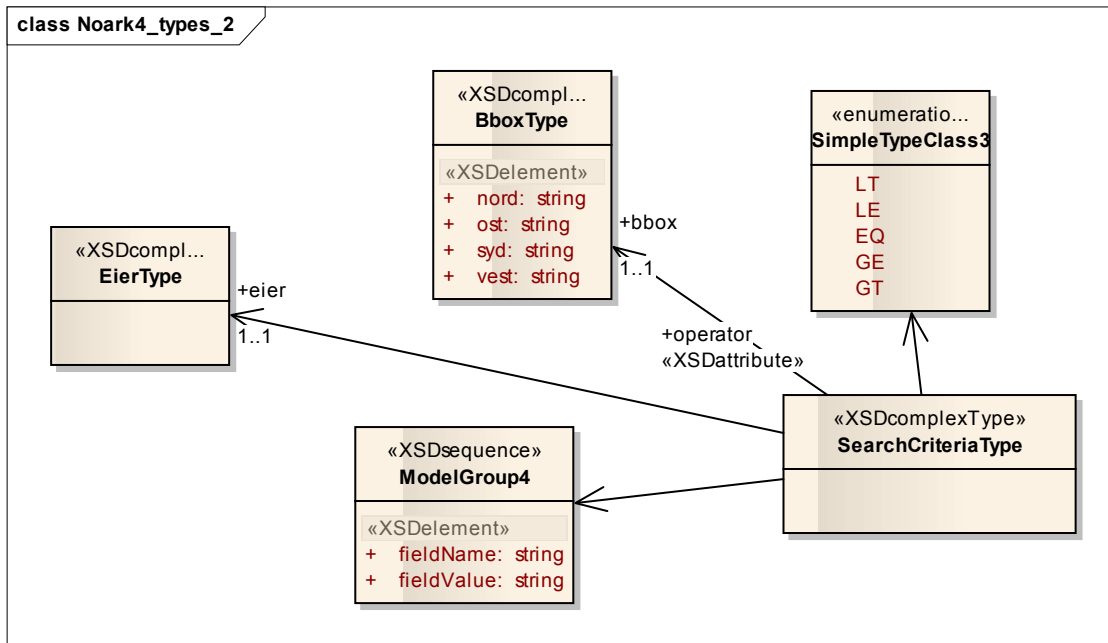 class Noark4_types_2
«XSDcompl...
BboxType
«XSDelement»
+ nord: string
+ ost: string
+ syd: string
+ vest: string
«enumeratio...
SimpleTypeClass3
LT
LE
EQ
GE
GT
«XSDcompl...
EierType
+eier
1..1
+bbox
1..1
+operator
«XSDattribute»
«XSDcomplexType»
SearchCriteriaType
«XSDsequence»
ModelGroup4
«XSDelement»
+ fieldName: string
+ fieldValue: string